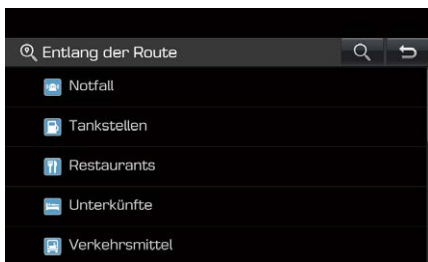 Entlang der Route
Notfall
Tankstellen
Restaurants
Unterkünfte
Verkehrsmittel